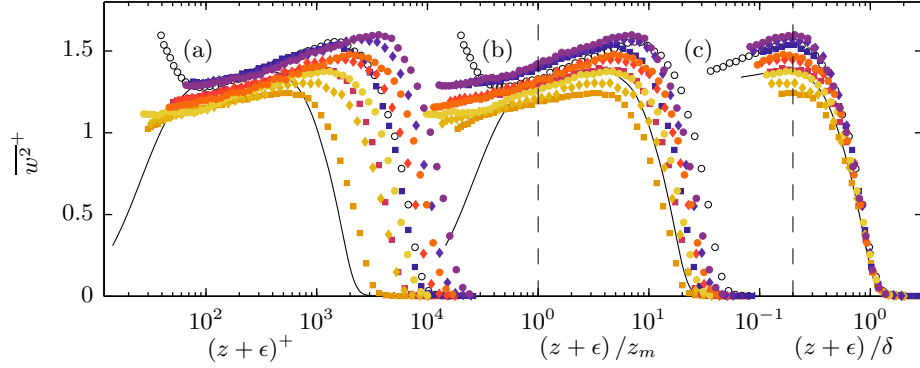 (a) (b) (c)
1.5
1
0.5
0
$\overline{w^2}^+$
10^2 10^3 10^4 10^0 10^1 10^{-1} 10^0
(z + ϵ)^+ (z + ϵ) /z_m (z + ϵ) /δ